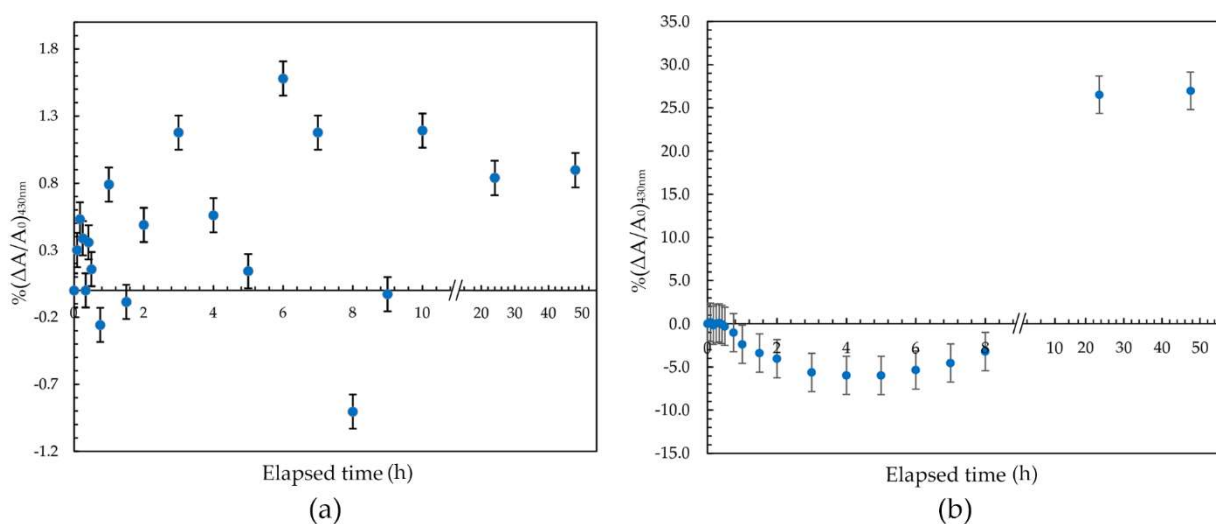 1.8
1.3
0.8
0.3
-0.2
-0.7
-1.2
0 2 4 6 8 10 20 30 40 50
%(ΔA/A₀)₄₃₀ₙₘ
Elapsed time (h)
(a)
35.0
30.0
25.0
20.0
15.0
10.0
5.0
0.0
-5.0
-10.0
-15.0
0 2 4 6 8 10 20 30 40 50
%(ΔA/A₀)₄₃₀ₙₘ
Elapsed time (h)
(b)